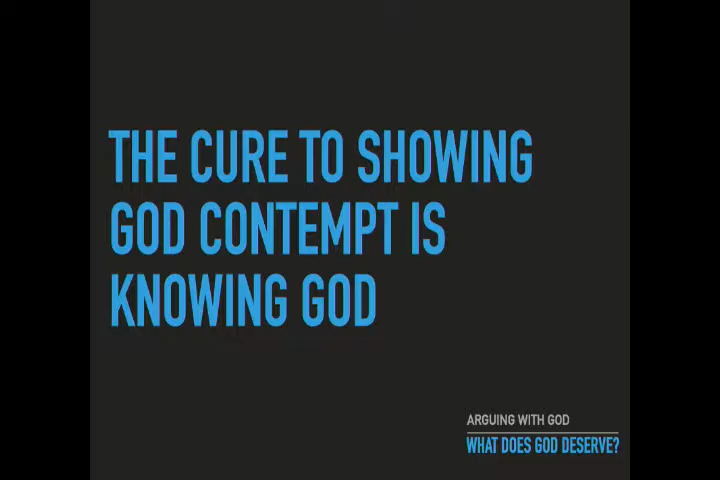 THE CURE TO SHOWING
GOD CONTEMPT IS
KNOWING GOD
ARGUING WITH GOD
WHAT DOES GOD DESERVE?